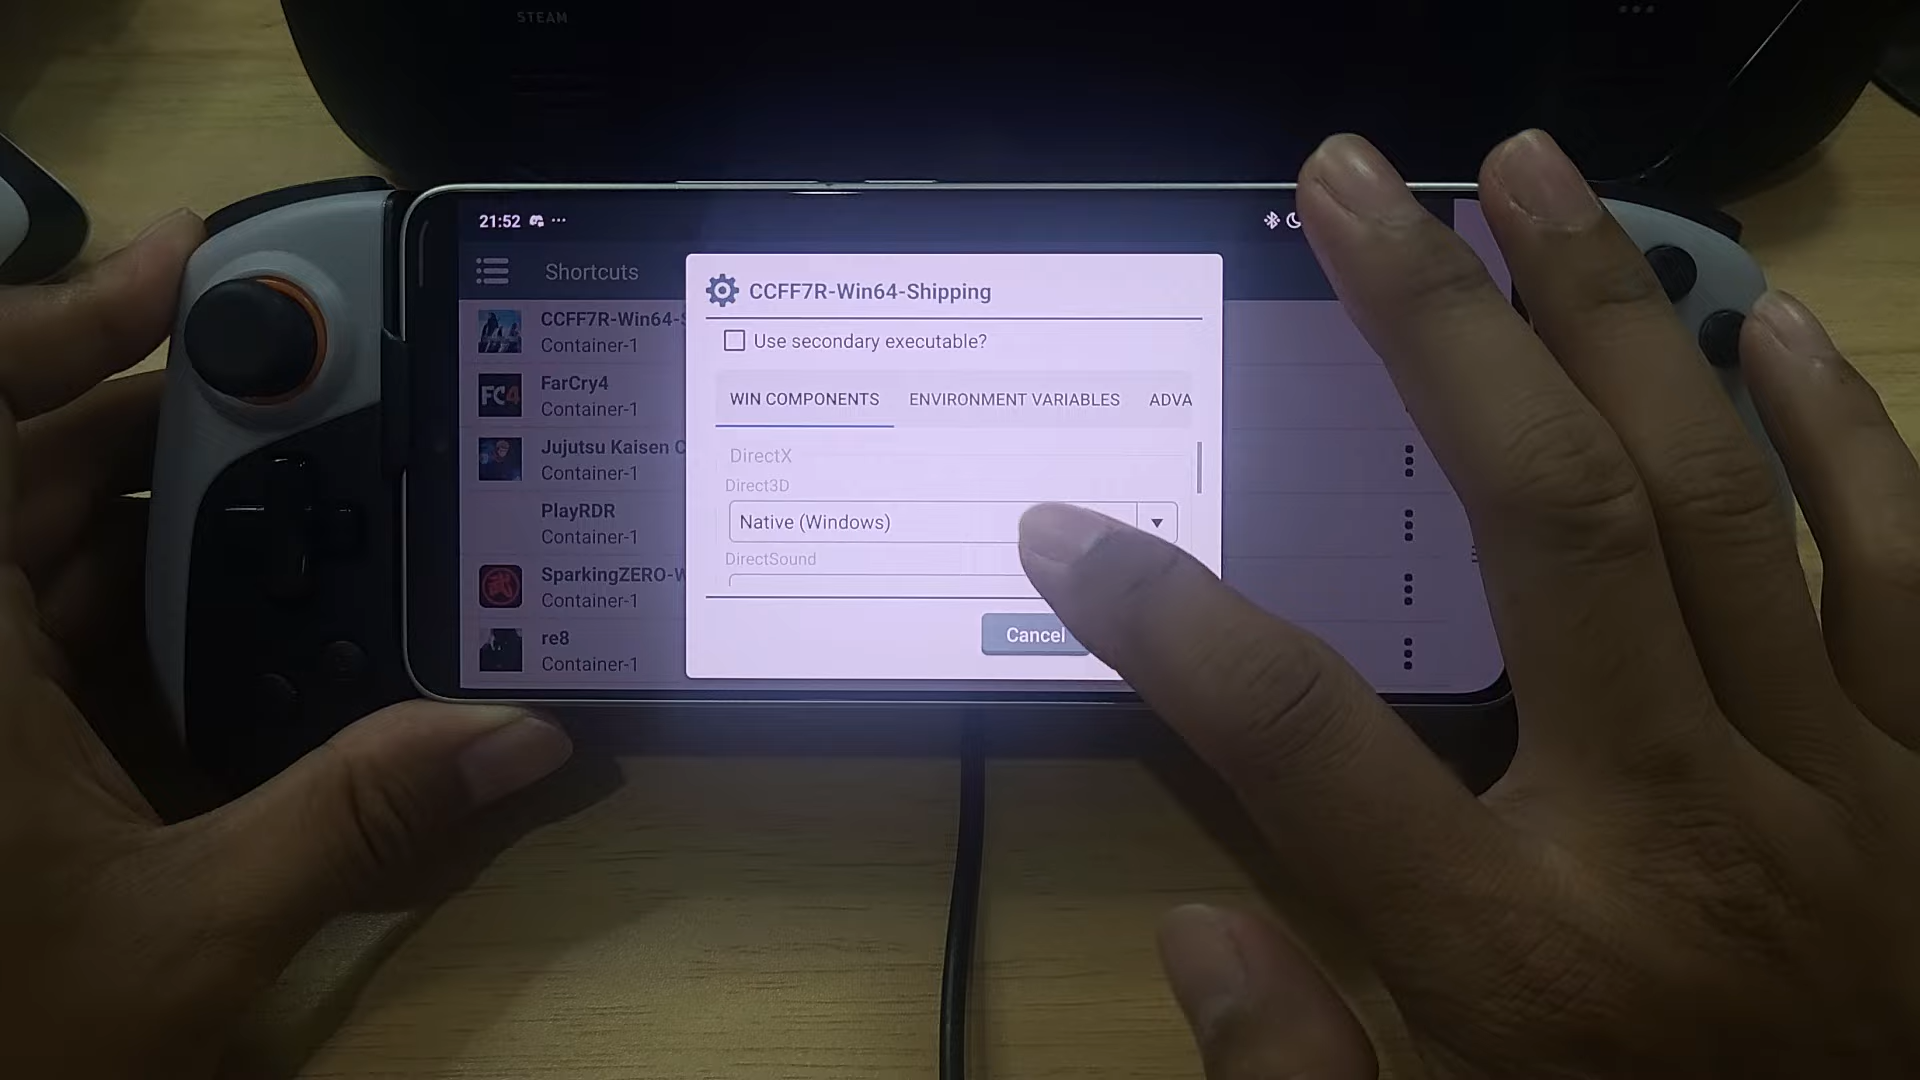 STEAM
21:52
Shortcuts
CCFF7R-Win64-S
Container-1
FarCry4
Container-1
Jujutsu Kaisen C
Container-1
PlayRDR
Container-1
SparkingZERO-W
Container-1
re8
Container-1
FC4
CCFF7R-Win64-Shipping
Use secondary executable?
WIN COMPONENTS ENVIRONMENT VARIABLES ADVA
DirectX
Direct3D
Native (Windows)
DirectSound
Cancel